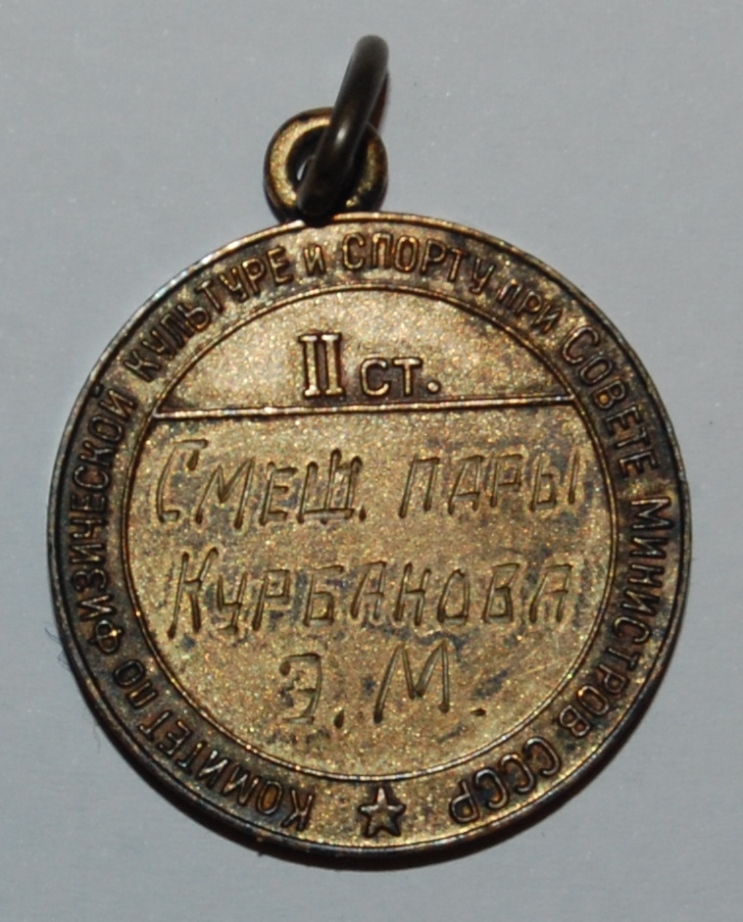 КОМИТЕТ ПО ФИЗИЧЕСКОЙ КУЛЬТУРЕ И СПОРТУ ПРИ СОВЕТЕ МИНИСТРОВ СССР
II СТ.
СМЕШ. ПАРЫ
КУРБАНОВА
Э.М.